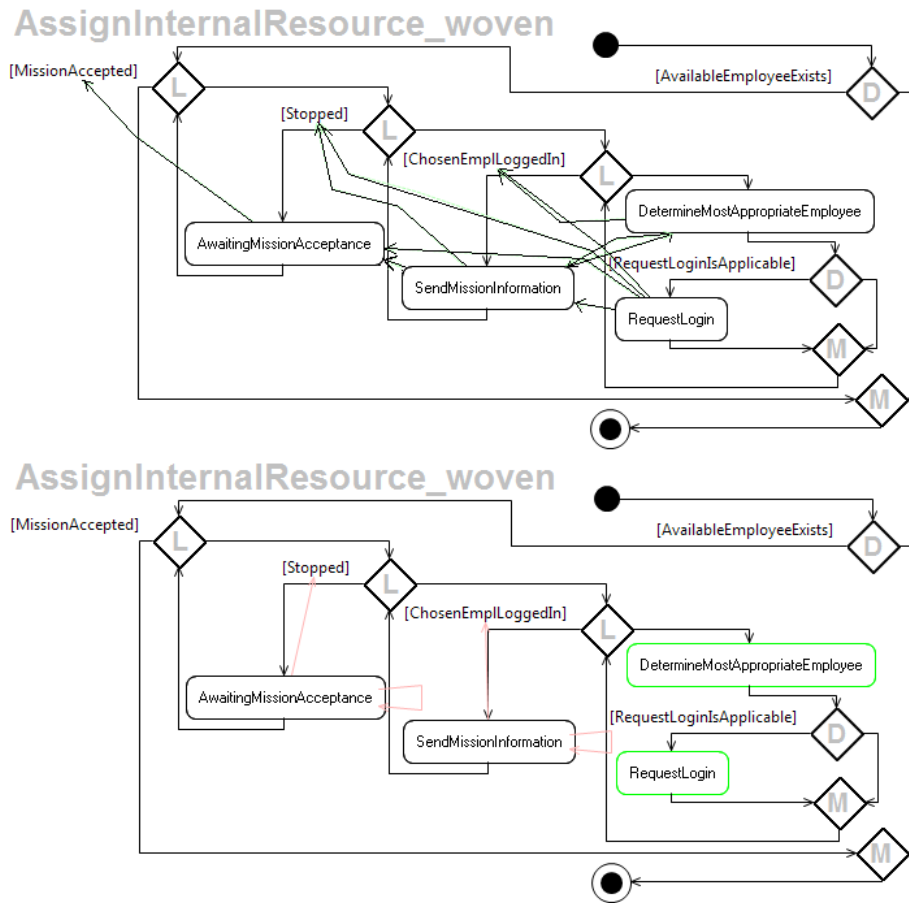 AssignInternalResource_woven
[MissionAccepted]
L
[AvailableEmployeeExists]
D
[Stopped]
L
[ChosenEmplLoggedIn]
L
DetermineMostAppropriateEmployee
AwaitingMissionAcceptance
[RequestLoginIsApplicable]
D
SendMissionInformation
RequestLogin
M
M
AssignInternalResource_woven
[MissionAccepted]
L
[AvailableEmployeeExists]
D
[Stopped]
L
[ChosenEmplLoggedIn]
L
DetermineMostAppropriateEmployee
AwaitingMissionAcceptance
[RequestLoginIsApplicable]
D
SendMissionInformation
RequestLogin
M
M